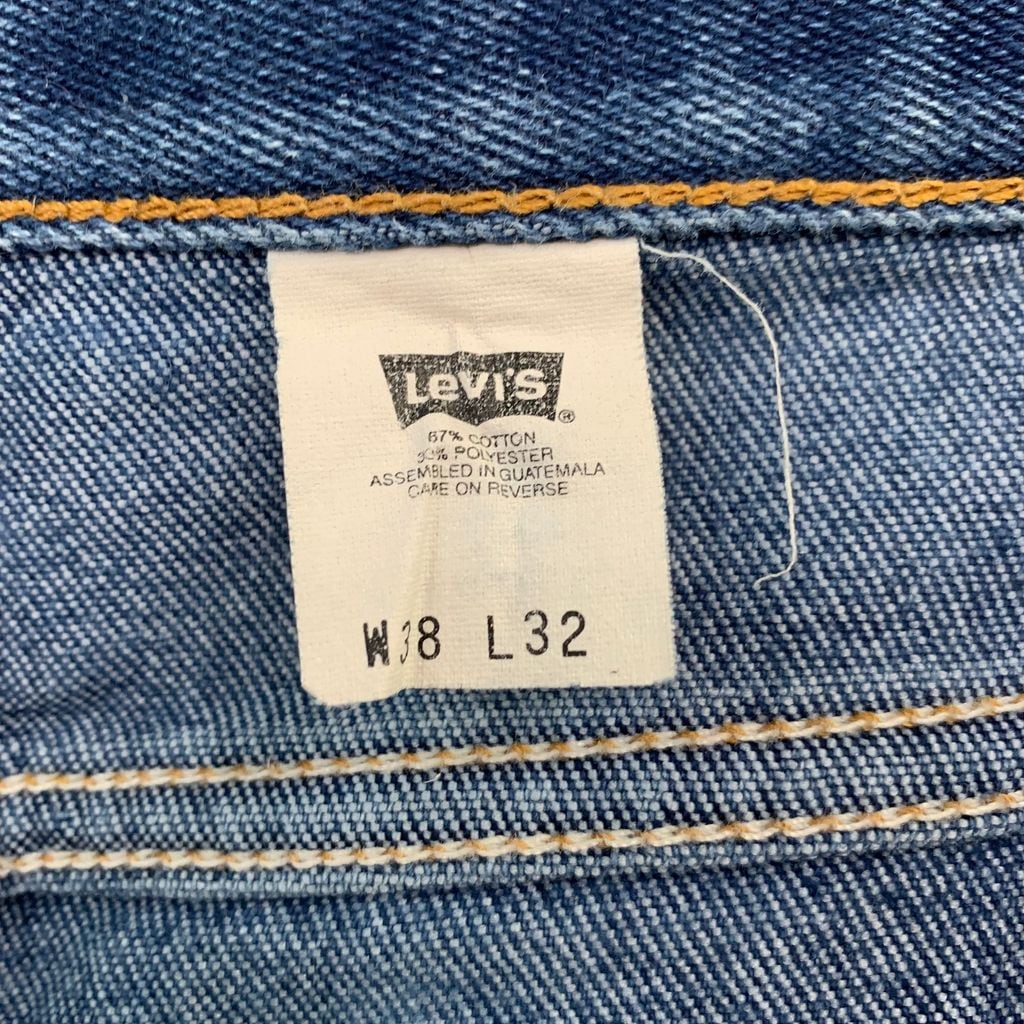 Levi's®
67% COTTON
33% POLYESTER
ASSEMBLED IN GUATEMALA
CARE ON REVERSE
W38 L32